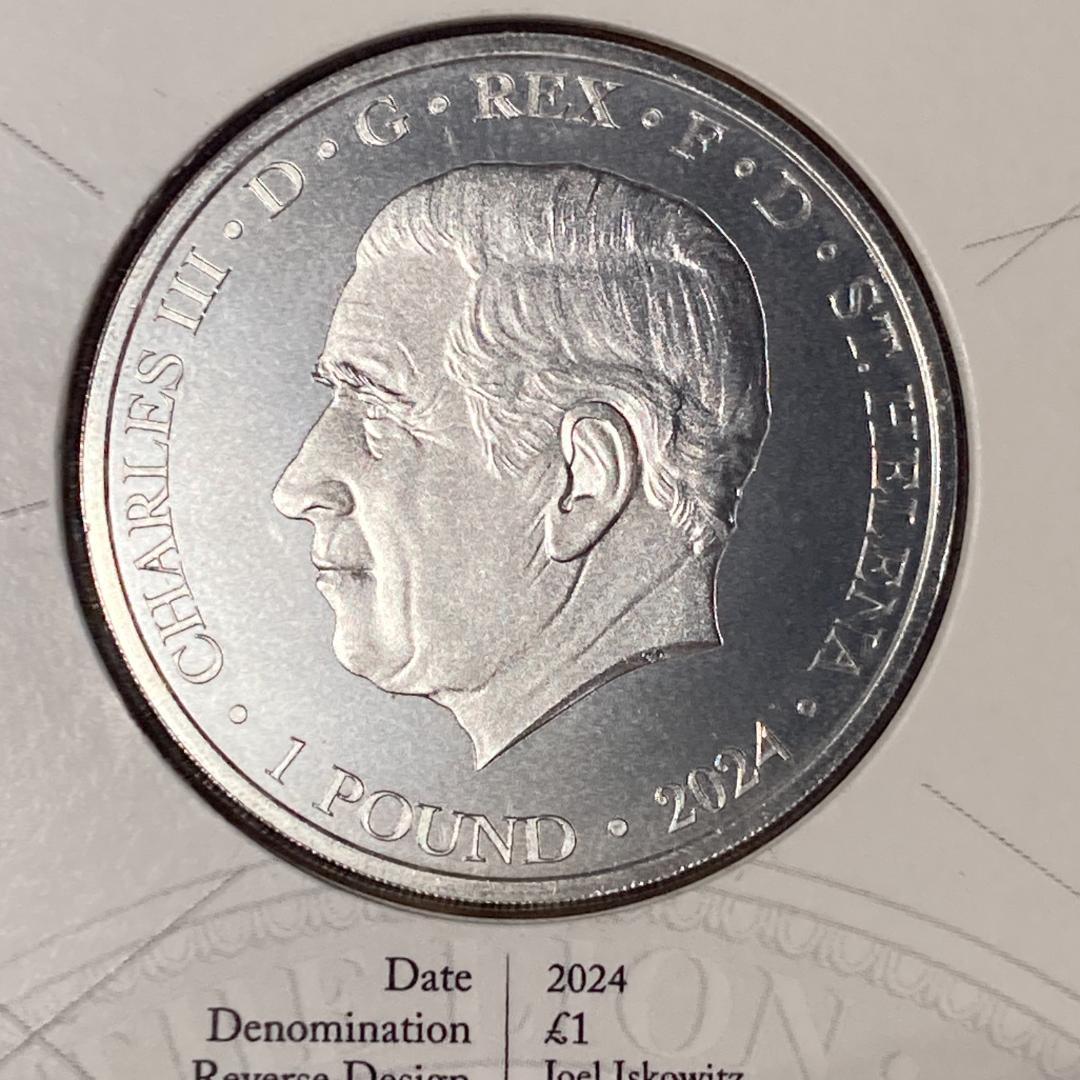 CHARLES III · D · G · REX · F · D · ST. HELENA ·
1 POUND · 2024
Date 2024
Denomination £1
Reverse Design Joel Iskowitz